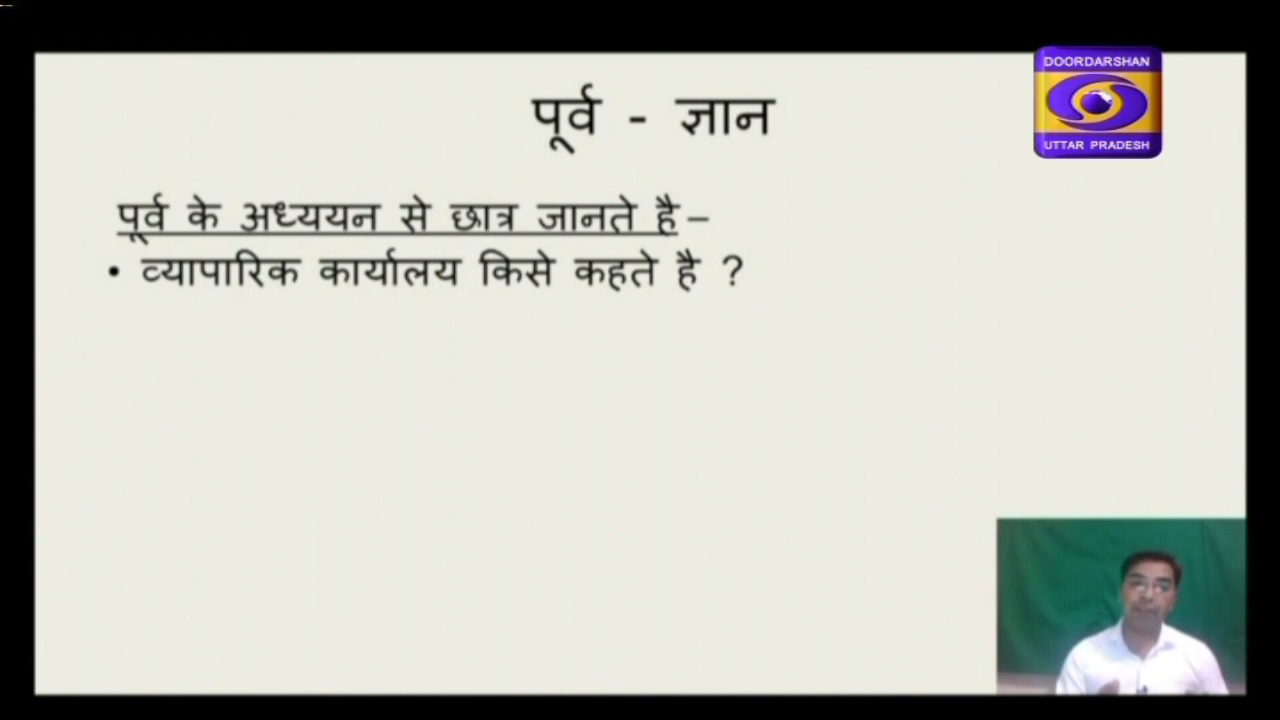 DOORDARSHAN
UTTAR PRADESH
पूर्व - ज्ञान
पूर्व के अध्ययन से छात्र जानते है –
• व्यापारिक कार्यालय किसे कहते है ?